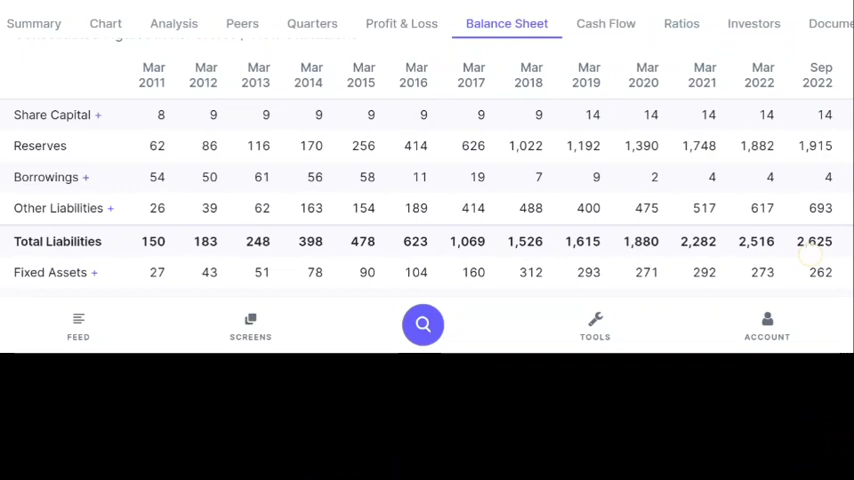 Summary Chart Analysis Peers Quarters Profit & Loss Balance Sheet Cash Flow Ratios Investors Docume
Mar 2011 Mar 2012 Mar 2013 Mar 2014 Mar 2015 Mar 2016 Mar 2017 Mar 2018 Mar 2019 Mar 2020 Mar 2021 Mar 2022 Sep 2022
Share Capital + 8 9 9 9 9 9 9 9 14 14 14 14 14
Reserves 62 86 116 170 256 414 626 1,022 1,192 1,390 1,748 1,882 1,915
Borrowings + 54 50 61 56 58 11 19 7 9 2 4 4 4
Other Liabilities + 26 39 62 163 154 189 414 488 400 475 517 617 693
Total Liabilities 150 183 248 398 478 623 1,069 1,526 1,615 1,880 2,282 2,516 2,625
Fixed Assets + 27 43 51 78 90 104 160 312 293 271 292 273 262
FEED SCREENS TOOLS ACCOUNT